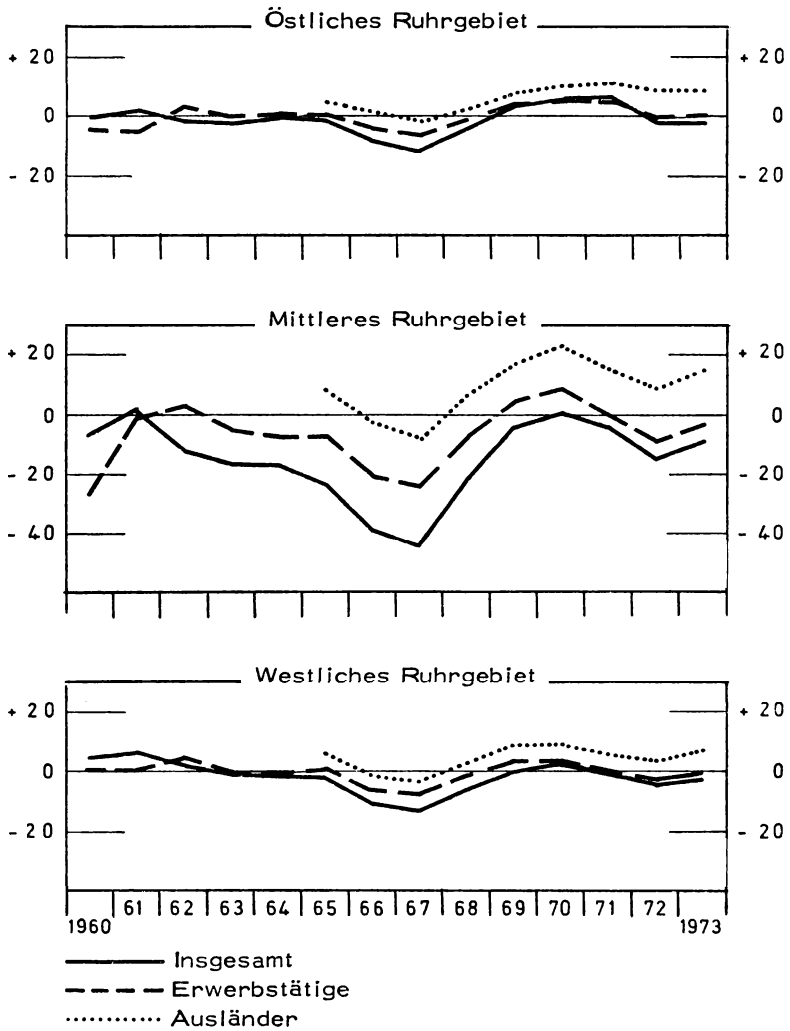 Östliches Ruhrgebiet
+ 20 + 20
0 0
- 20 - 20
Mittleres Ruhrgebiet
+ 20 + 20
0 0
- 20 - 20
- 40 - 40
Westliches Ruhrgebiet
+ 20 + 20
0 0
- 20 - 20
61 62 63 64 65 66 67 68 69 70 71 72
1960 1973
Insgesamt
Erwerbstätige
Ausländer